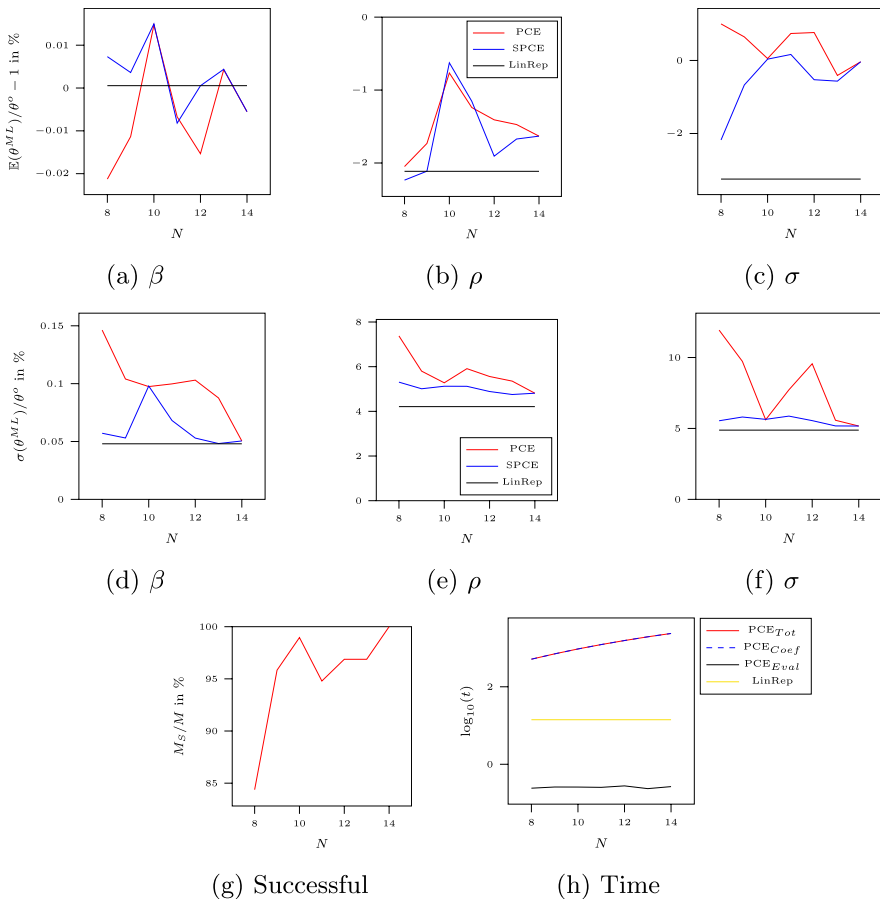 0.01
0
−0.01
−0.02
8
10
12
14
N
𝔼(θ^{ML})/θ^o − 1 in %
(a) β
0
−1
−2
8
10
12
14
N
PCE
SPCE
LinRep
(b) ρ
0
−2
8
10
12
14
N
(c) σ
0.15
0.1
0.05
0
8
10
12
14
N
σ(θ^{ML})/θ^o in %
(d) β
8
6
4
2
0
8
10
12
14
N
PCE
SPCE
LinRep
(e) ρ
10
5
0
8
10
12
14
N
(f) σ
100
95
90
85
8
10
12
14
N
M_S/M in %
(g) Successful
2
0
8
10
12
14
N
log_{10}(t)
PCE_{Tot}
PCE_{Coef}
PCE_{Eval}
LinRep
(h) Time